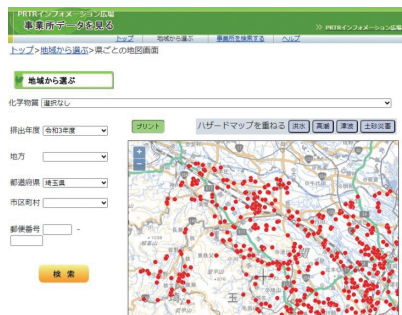 PRTRインフォメーション広場
事業所データを見る
>> PRTRインフォメーション広場
トップ 地域から選ぶ 事業所を検索する ヘルプ
トップ>地域から選ぶ>県ごとの地図画面
地域から選ぶ
化学物質 選択なし
排出年度 令和3年度
プリント
ハザードマップを重ねる 洪水 高潮 津波 土砂災害
地方
都道府県 埼玉県
市区町村
郵便番号 -
検索
埼
玉